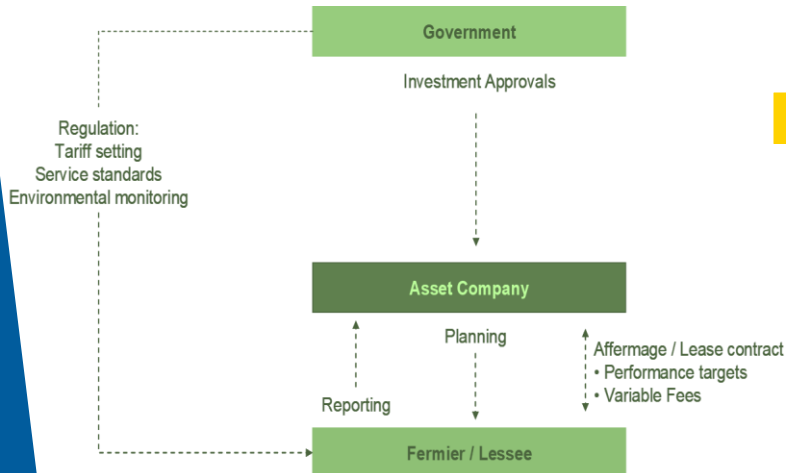 Government
Investment Approvals
Regulation:
Tariff setting
Service standards
Environmental monitoring
Asset Company
Planning
Reporting
Affermage / Lease contract
• Performance targets
• Variable Fees
Fermier / Lessee